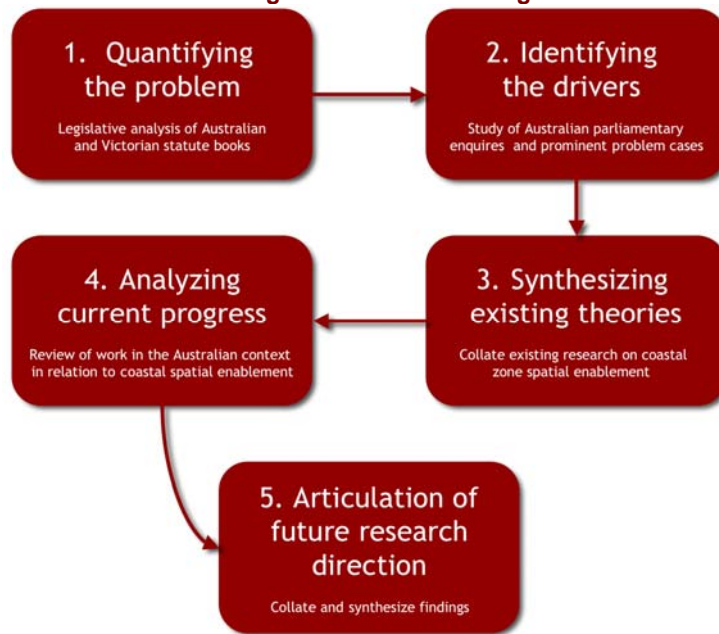 1. Quantifying
the problem
Legislative analysis of Australian
and Victorian statute books
2. Identifying
the drivers
Study of Australian parliamentary
enquires and prominent problem cases
3. Synthesizing
existing theories
Collate existing research on coastal
zone spatial enablement
4. Analyzing
current progress
Review of work in the Australian context
in relation to coastal spatial enablement
5. Articulation of
future research
direction
Collate and synthesize findings